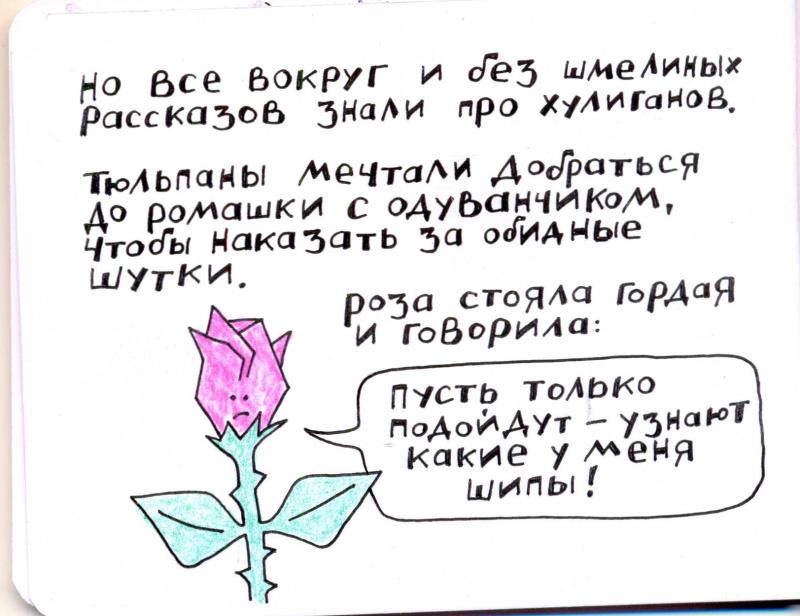 Но все вокруг и без шмелиных
рассказов знали про хулиганов.
Тюльпаны мечтали добраться
до ромашки с одуванчиком,
чтобы наказать за обидные
шутки.
Роза стояла гордая
и говорила:
Пусть только
подойдут – узнают
какие у меня
шипы!